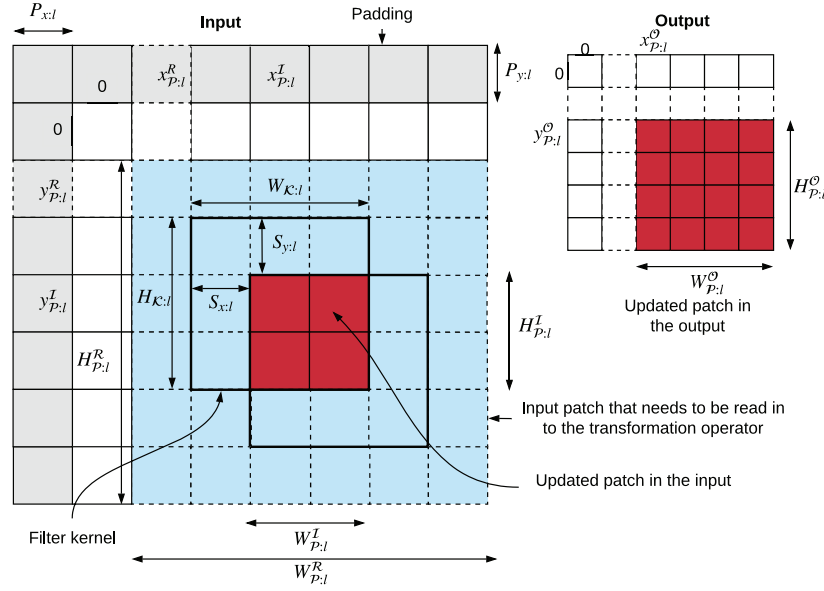 Input
P_{x:l}
Padding
x^R_{P:l}
x^I_{P:l}
P_{y:l}
0
0
y^R_{P:l}
W_{K:l}
S_{y:l}
y^I_{P:l}
H_{K:l}
S_{x:l}
H^R_{P:l}
H^I_{P:l}
Input patch that needs to be read in
to the transformation operator
Updated patch in the input
Filter kernel
W^I_{P:l}
W^R_{P:l}
Output
x^O_{P:l}
0
0
y^O_{P:l}
H^O_{P:l}
W^O_{P:l}
Updated patch in
the output